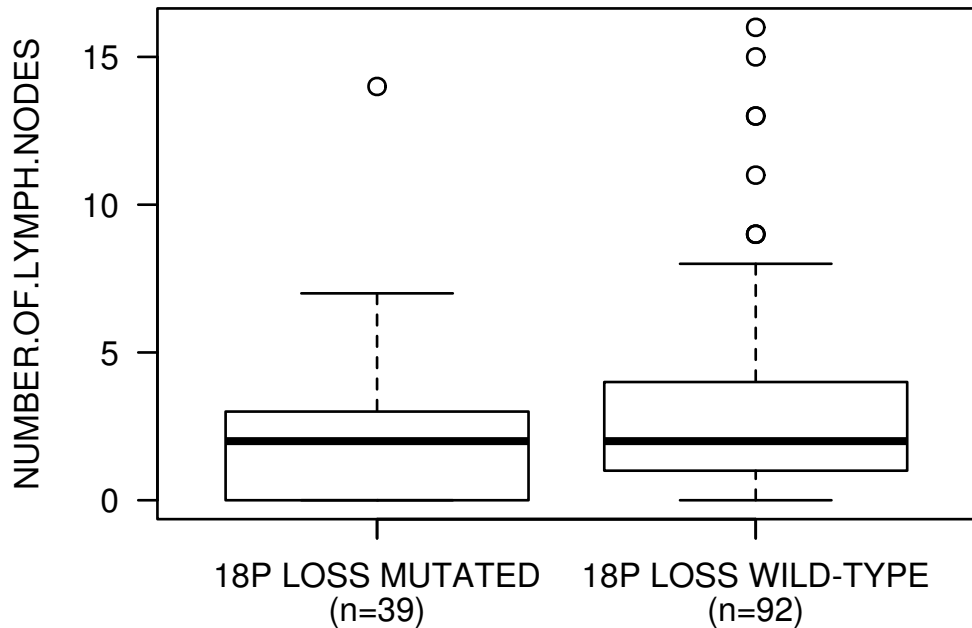 NUMBER.OF.LYMPH.NODES
15
10
5
0
18P LOSS MUTATED
(n=39)
18P LOSS WILD-TYPE
(n=92)